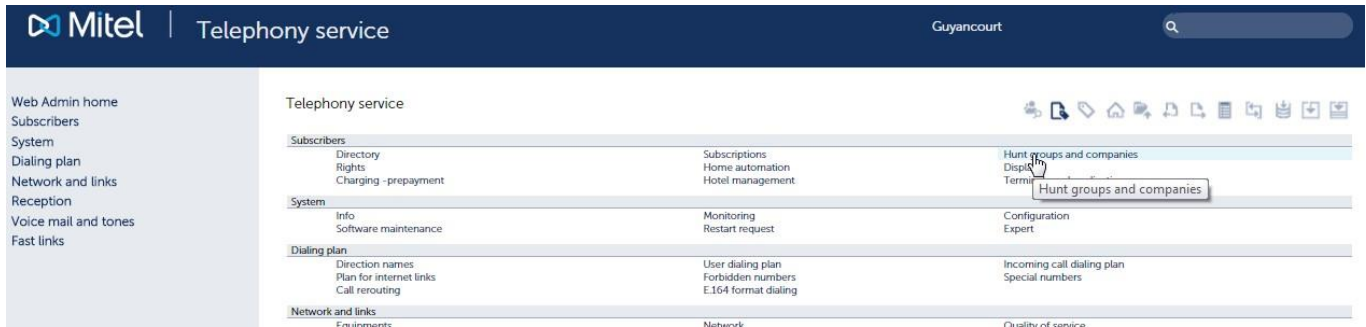 Mitel | Telephony service
Guyancourt
Web Admin home
Subscribers
System
Dialing plan
Network and links
Reception
Voice mail and tones
Fast links
Telephony service
Subscribers
Directory Subscriptions Hunt groups and companies
Rights Home automation
Charging -prepayment Hotel management
Hunt groups and companies
System
Info Monitoring Configuration
Software maintenance Restart request Expert
Dialing plan
Direction names User dialing plan Incoming call dialing plan
Plan for internet links Forbidden numbers Special numbers
Call rerouting E.164 format dialing
Network and links
Equipments Network Quality of service